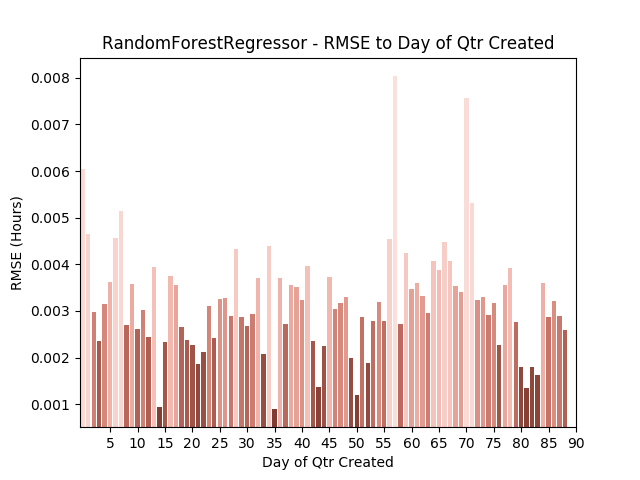 RandomForestRegressor - RMSE to Day of Qtr Created
0.008
0.007
0.006
0.005
0.004
0.003
0.002
0.001
RMSE (Hours)
5 10 15 20 25 30 35 40 45 50 55 60 65 70 75 80 85 90
Day of Qtr Created